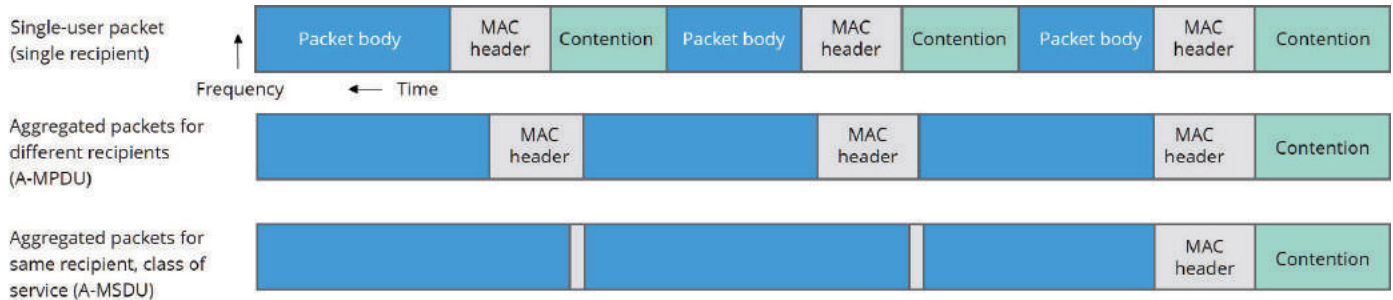 Single-user packet
(single recipient)
Packet body
MAC
header
Contention
Packet body
MAC
header
Contention
Packet body
MAC
header
Contention
Frequency
Time
Aggregated packets for
different recipients
(A-MPDU)
MAC
header
MAC
header
MAC
header
Contention
Aggregated packets for
same recipient, class of
service (A-MSDU)
MAC
header
Contention